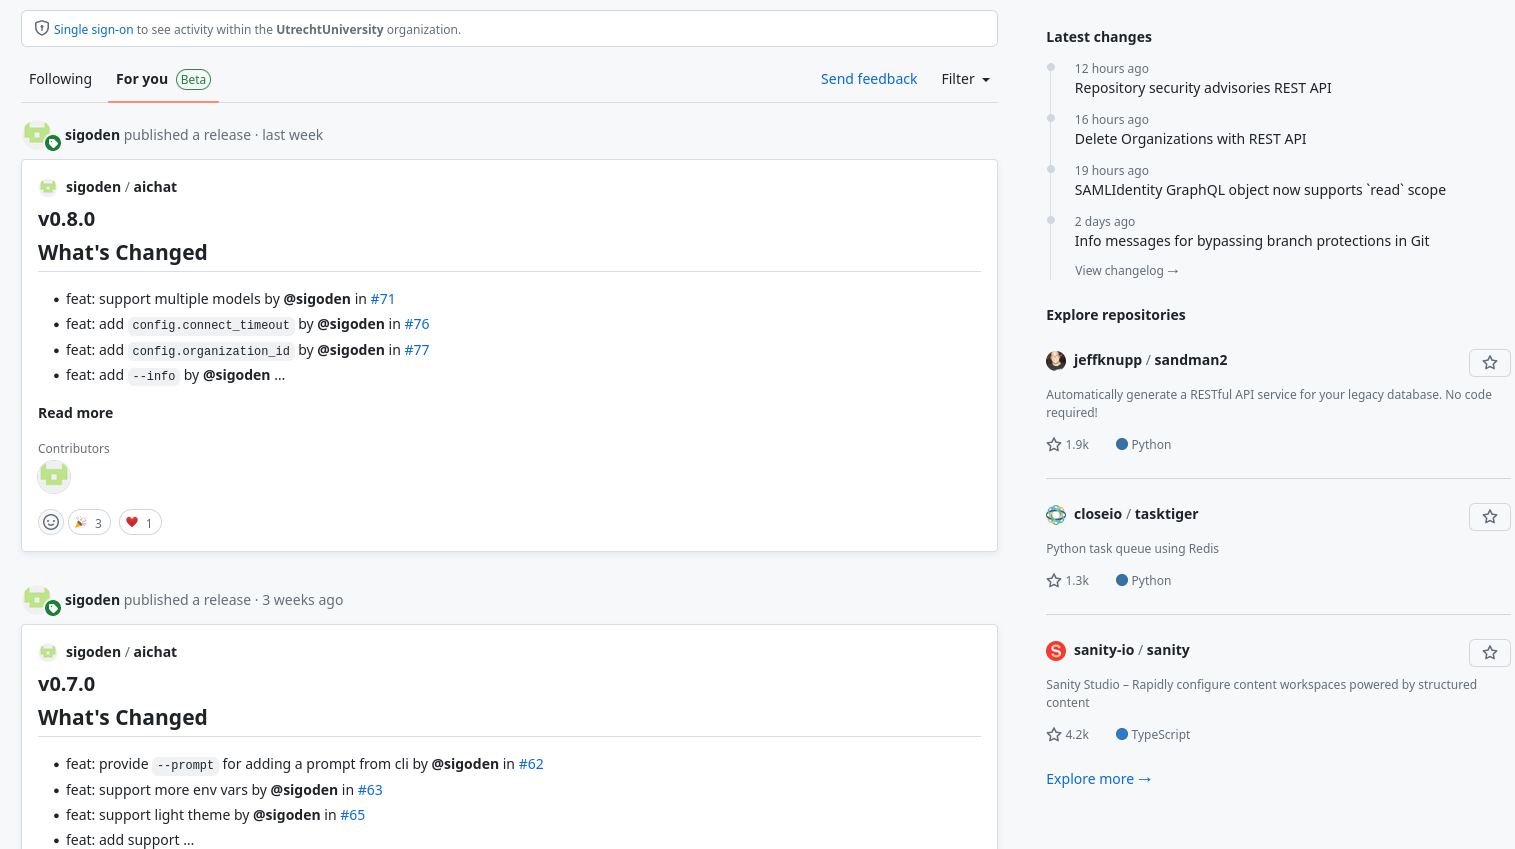 Single sign-on to see activity within the UtrechtUniversity organization.
Following For you Beta Send feedback Filter
sigoden published a release · last week
sigoden / aichat
v0.8.0
What's Changed
• feat: support multiple models by @sigoden in #71
• feat: add config.connect_timeout by @sigoden in #76
• feat: add config.organization_id by @sigoden in #77
• feat: add --info by @sigoden ...
Read more
Contributors
3 1
sigoden published a release · 3 weeks ago
sigoden / aichat
v0.7.0
What's Changed
• feat: provide --prompt for adding a prompt from cli by @sigoden in #62
• feat: support more env vars by @sigoden in #63
• feat: support light theme by @sigoden in #65
• feat: add support ...
Latest changes
12 hours ago
Repository security advisories REST API
16 hours ago
Delete Organizations with REST API
19 hours ago
SAMLIdentity GraphQL object now supports `read` scope
2 days ago
Info messages for bypassing branch protections in Git
View changelog →
Explore repositories
jeffknupp / sandman2
Automatically generate a RESTful API service for your legacy database. No code
required!
1.9k Python
closeio / tasktiger
Python task queue using Redis
1.3k Python
S sanity-io / sanity
Sanity Studio – Rapidly configure content workspaces powered by structured
content
4.2k TypeScript
Explore more →